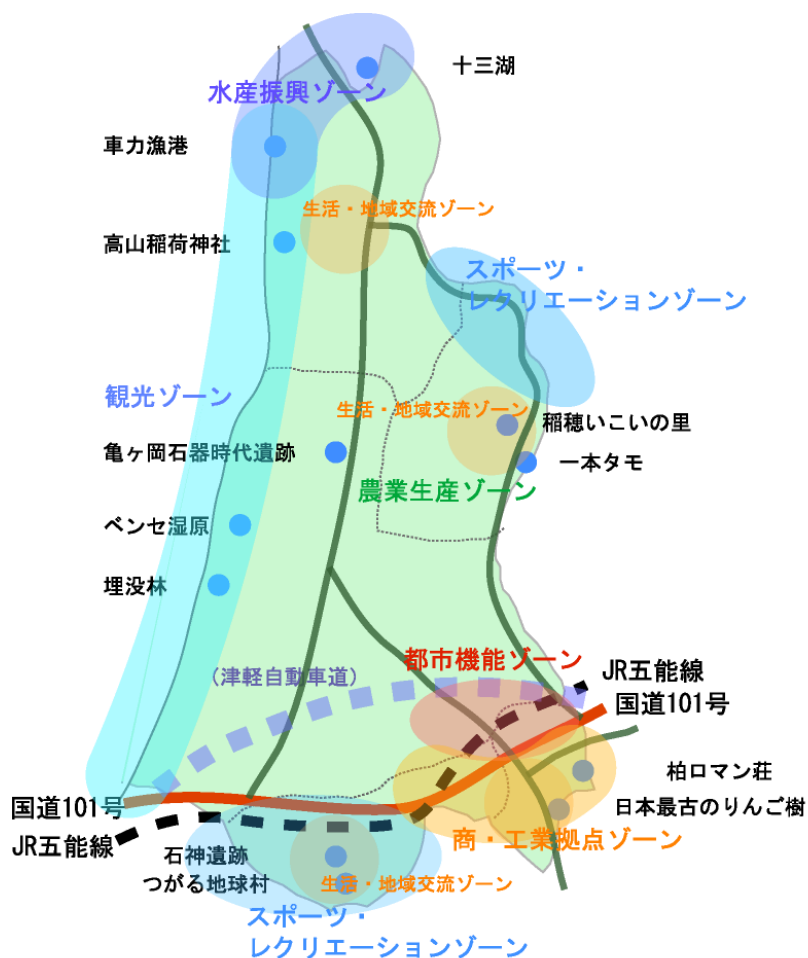 十三湖
水産振興ゾーン
車力漁港
生活・地域交流ゾーン
高山稲荷神社
スポーツ・
レクリエーションゾーン
観光ゾーン
生活・地域交流ゾーン
稲穂いこいの里
亀ヶ岡石器時代遺跡
一本タモ
農業生産ゾーン
ベンセ湿原
埋没林
都市機能ゾーン
(津軽自動車道)
JR五能線
国道101号
柏ロマン荘
国道101号
日本最古のりんご樹
商・工業拠点ゾーン
JR五能線
石神遺跡
つがる地球村
生活・地域交流ゾーン
スポーツ・
レクリエーションゾーン